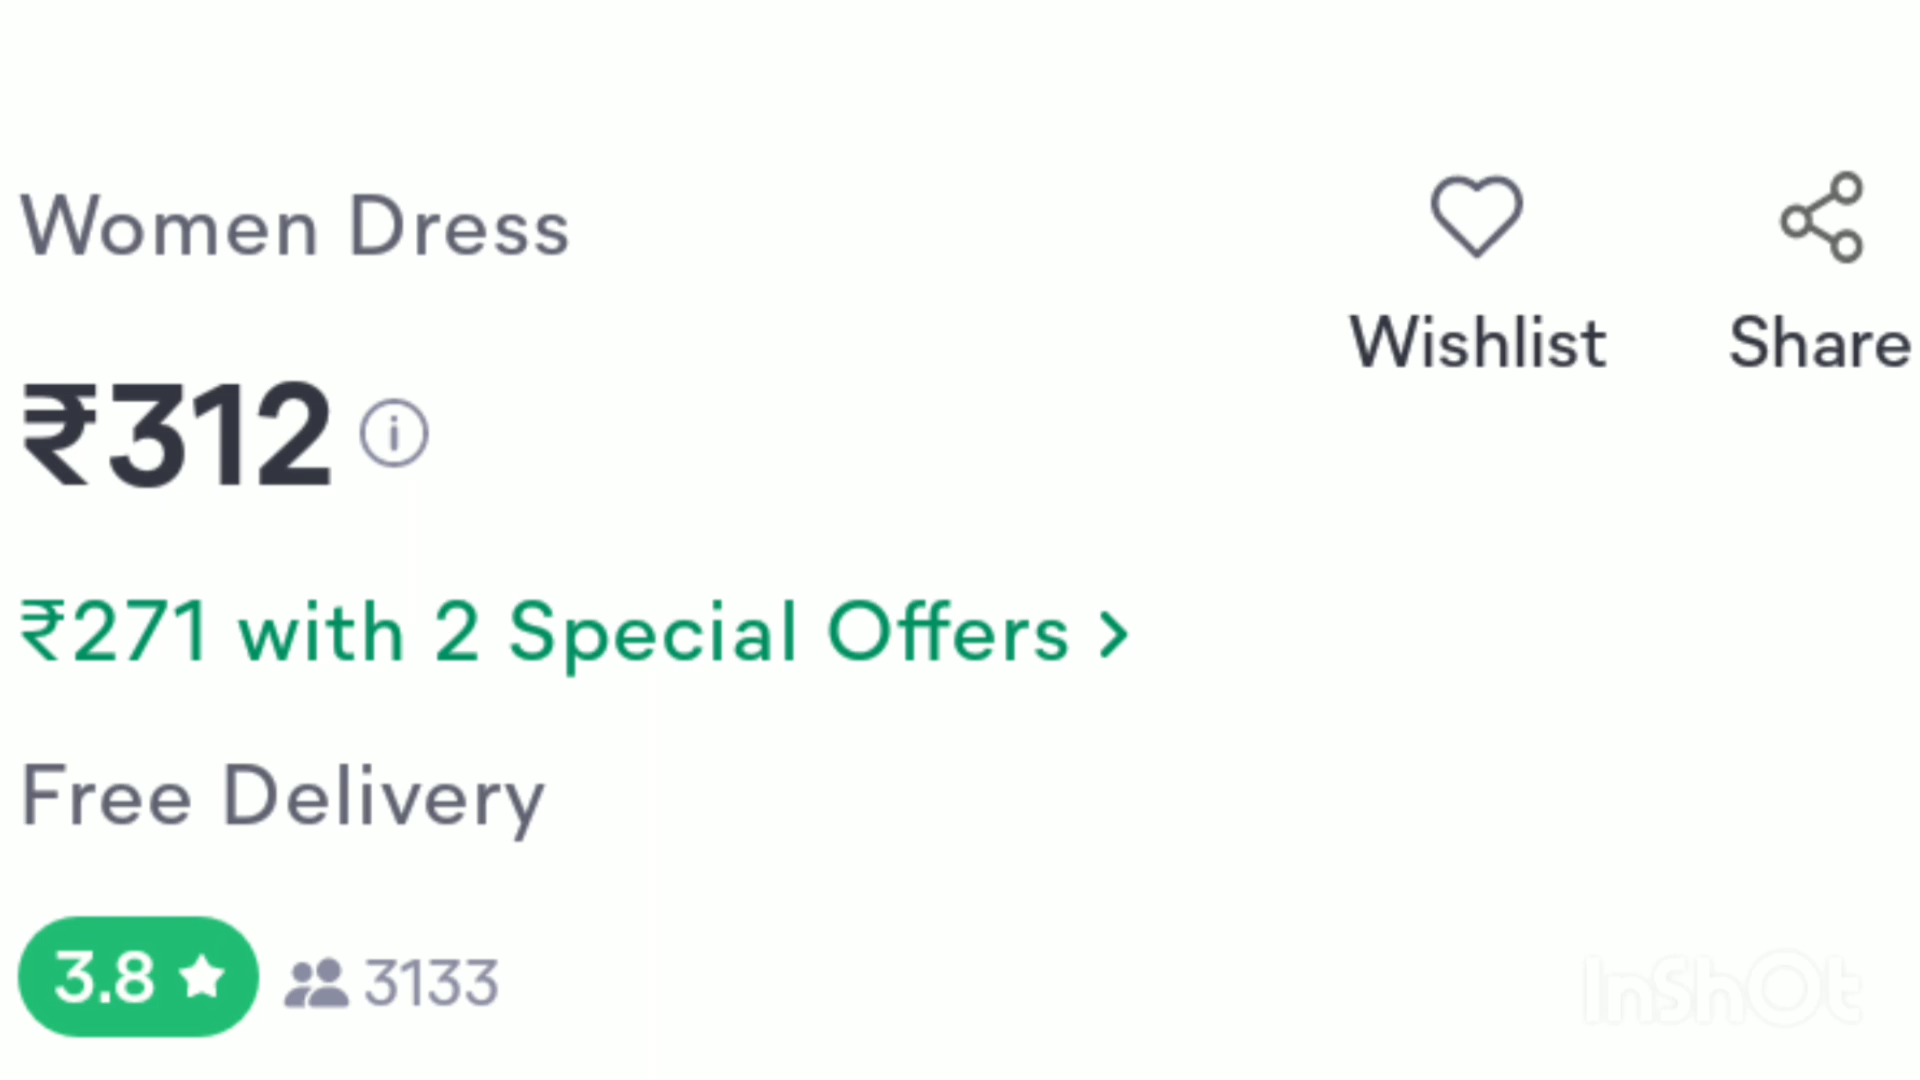 Women Dress
Wishlist
Share
₹312
₹271 with 2 Special Offers >
Free Delivery
3.8 ★ 3133
InShOt